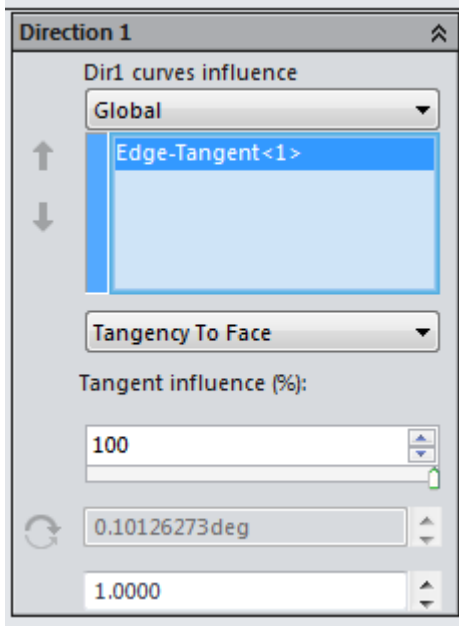 Direction 1
Dir1 curves influence
Global
Edge-Tangent<1>
Tangency To Face
Tangent influence (%):
100
0.10126273deg
1.0000